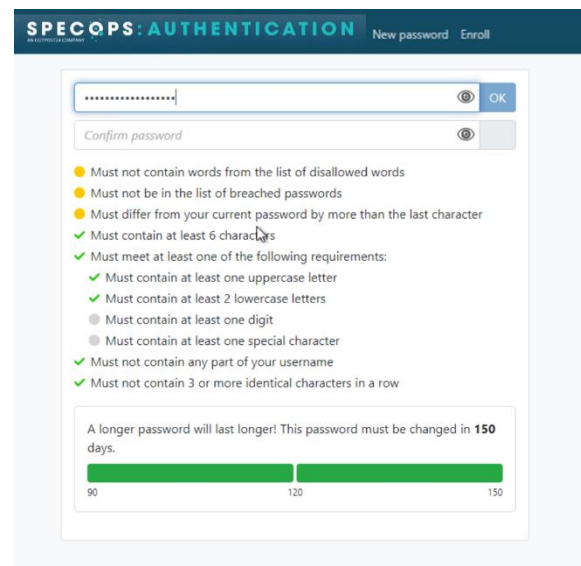 SPECOPS:AUTHENTICATION
AN OUTPOST24 COMPANY
New password Enroll
OK
Confirm password
Must not contain words from the list of disallowed words
Must not be in the list of breached passwords
Must differ from your current password by more than the last character
Must contain at least 6 characters
Must meet at least one of the following requirements:
Must contain at least one uppercase letter
Must contain at least 2 lowercase letters
Must contain at least one digit
Must contain at least one special character
Must not contain any part of your username
Must not contain 3 or more identical characters in a row
A longer password will last longer! This password must be changed in 150
days.
90 120 150